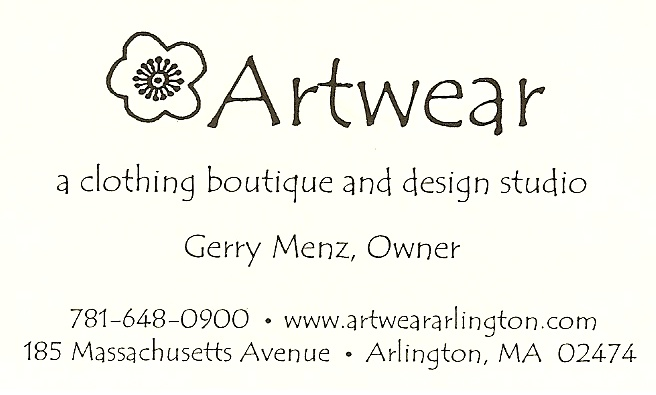 Artwear
a clothing boutique and design studio
Gerry Menz, Owner
781-648-0900 • www.artweararlington.com
185 Massachusetts Avenue • Arlington, MA 02474